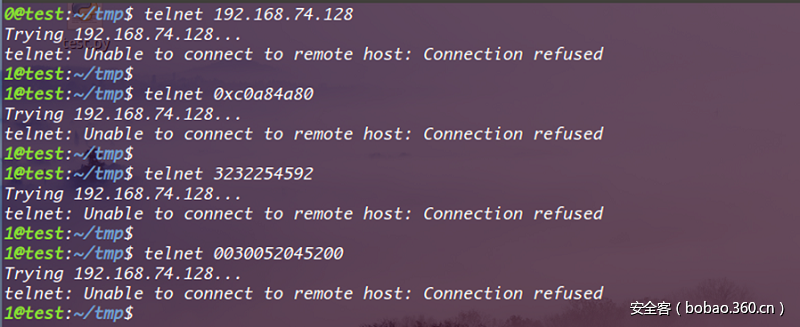 0@test:~/tmp$ telnet 192.168.74.128
Trying 192.168.74.128...
telnet: Unable to connect to remote host: Connection refused
1@test:~/tmp$
1@test:~/tmp$ telnet 0xc0a84a80
Trying 192.168.74.128...
telnet: Unable to connect to remote host: Connection refused
1@test:~/tmp$
1@test:~/tmp$ telnet 3232254592
Trying 192.168.74.128...
telnet: Unable to connect to remote host: Connection refused
1@test:~/tmp$
1@test:~/tmp$ telnet 0030052045200
Trying 192.168.74.128...
telnet: Unable to connect to remote host: Connection refused
1@test:~/tmp$
安全客(bobao.360.cn)